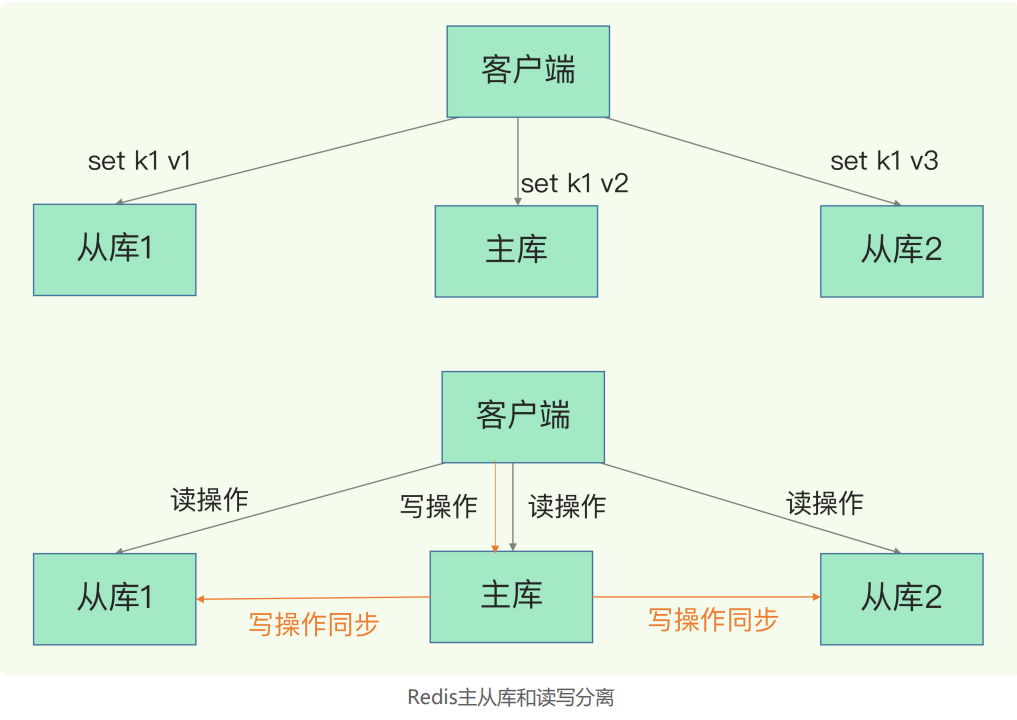 客户端
set k1 v1
set k1 v2
set k1 v3
从库1
主库
从库2
客户端
读操作
写操作
读操作
读操作
从库1
主库
从库2
写操作同步
写操作同步
Redis主从库和读写分离